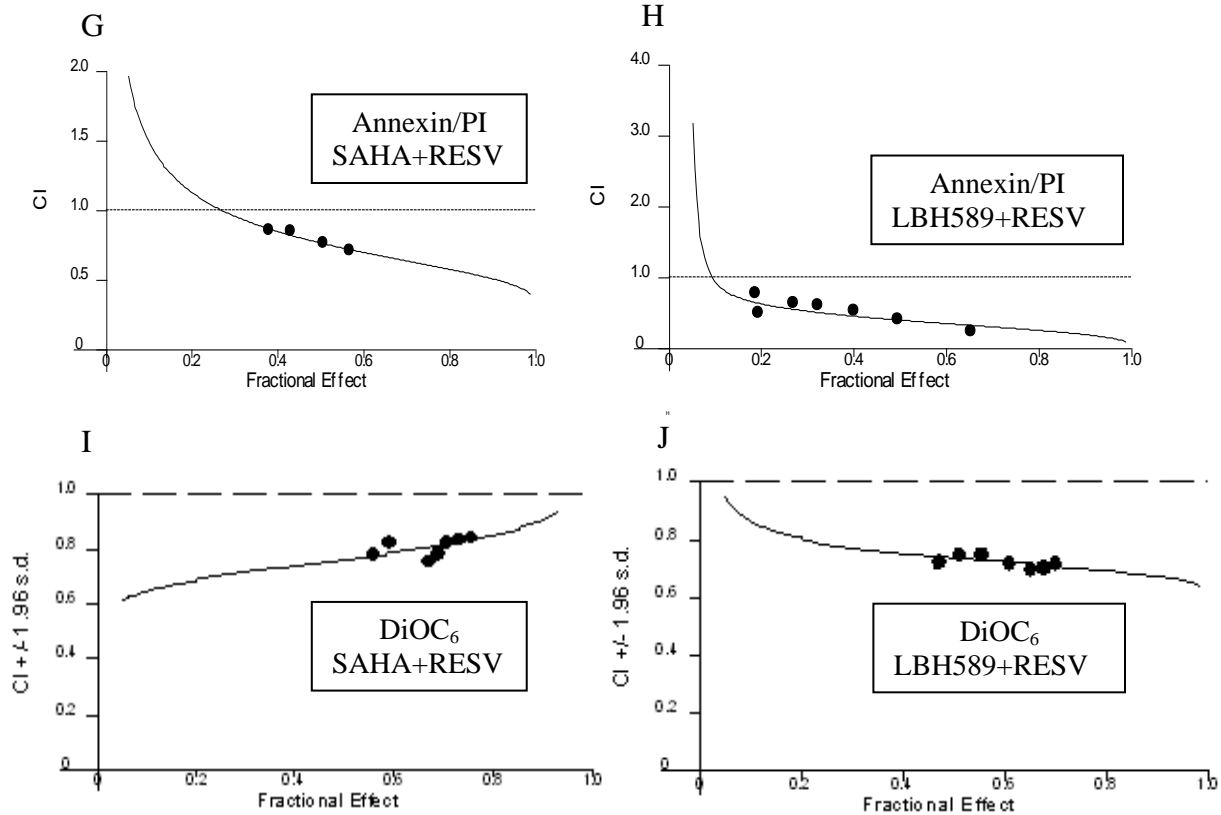 G
CI
2.0
1.5
1.0
0.5
0
0 0.2 0.4 0.6 0.8 1.0
Fractional Effect
Annexin/PI
SAHA+RESV
H
CI
4.0
3.0
2.0
1.0
0
0 0.2 0.4 0.6 0.8 1.0
Fractional Effect
Annexin/PI
LBH589+RESV
I
CI +/- 1.96 s.d.
1.0
0.8
0.6
0.4
0.2
0
0 0.2 0.4 0.6 0.8 1.0
Fractional Effect
DiOC₆
SAHA+RESV
J
CI +/- 1.96 s.d.
1.0
0.8
0.6
0.4
0.2
0
0 0.2 0.4 0.6 0.8 1.0
Fractional Effect
DiOC₆
LBH589+RESV